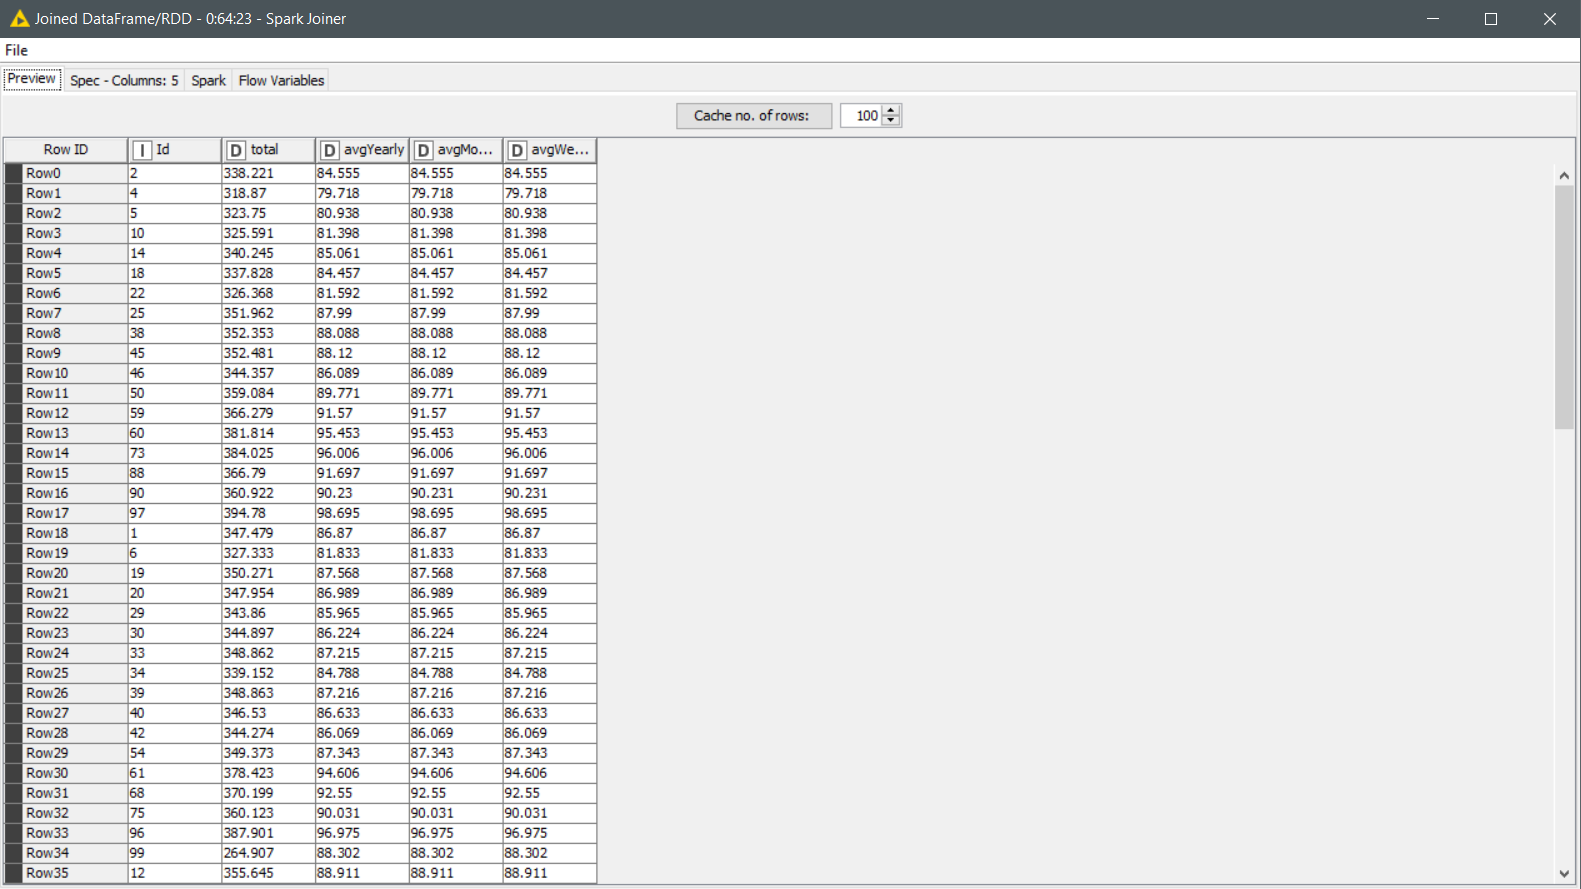 Joined DataFrame/RDD - 0:64:23 - Spark Joiner
File
Preview Spec - Columns: 5 Spark Flow Variables
Cache no. of rows: 100
Row ID I Id D total D avgYearly D avgMo... D avgWe...
Row0 2 338.221 84.555 84.555 84.555
Row1 4 318.87 79.718 79.718 79.718
Row2 5 323.75 80.938 80.938 80.938
Row3 10 325.591 81.398 81.398 81.398
Row4 14 340.245 85.061 85.061 85.061
Row5 18 337.828 84.457 84.457 84.457
Row6 22 326.368 81.592 81.592 81.592
Row7 25 351.962 87.99 87.99 87.99
Row8 38 352.353 88.088 88.088 88.088
Row9 45 352.481 88.12 88.12 88.12
Row10 46 344.357 86.089 86.089 86.089
Row11 50 359.084 89.771 89.771 89.771
Row12 59 366.279 91.57 91.57 91.57
Row13 60 381.814 95.453 95.453 95.453
Row14 73 384.025 96.006 96.006 96.006
Row15 88 366.79 91.697 91.697 91.697
Row16 90 360.922 90.23 90.231 90.231
Row17 97 394.78 98.695 98.695 98.695
Row18 1 347.479 86.87 86.87 86.87
Row19 6 327.333 81.833 81.833 81.833
Row20 19 350.271 87.568 87.568 87.568
Row21 20 347.954 86.989 86.989 86.989
Row22 29 343.86 85.965 85.965 85.965
Row23 30 344.897 86.224 86.224 86.224
Row24 33 348.862 87.215 87.215 87.215
Row25 34 339.152 84.788 84.788 84.788
Row26 39 348.863 87.216 87.216 87.216
Row27 40 346.53 86.633 86.633 86.633
Row28 42 344.274 86.069 86.069 86.069
Row29 54 349.373 87.343 87.343 87.343
Row30 61 378.423 94.606 94.606 94.606
Row31 68 370.199 92.55 92.55 92.55
Row32 75 360.123 90.031 90.031 90.031
Row33 96 387.901 96.975 96.975 96.975
Row34 99 264.907 88.302 88.302 88.302
Row35 12 355.645 88.911 88.911 88.911